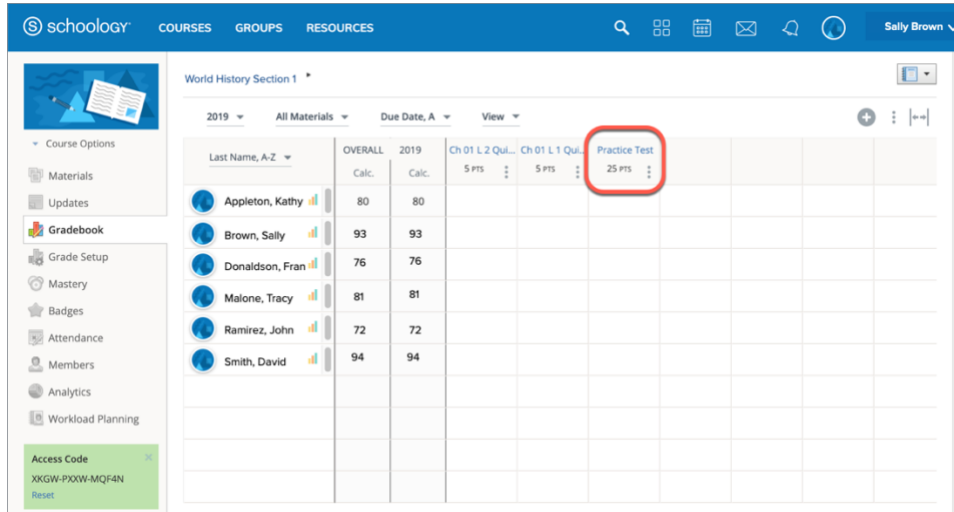 schoology COURSES GROUPS RESOURCES Sally Brown
World History Section 1
2019 All Materials Due Date, A View
Last Name, A-Z OVERALL 2019 Ch 01 L 2 Qui... Ch 01 L 1 Qui... Practice Test
Calc. Calc. 5 PTS 5 PTS 25 PTS
Appleton, Kathy 80 80
Brown, Sally 93 93
Donaldson, Fran 76 76
Malone, Tracy 81 81
Ramirez, John 72 72
Smith, David 94 94
Course Options
Materials
Updates
Gradebook
Grade Setup
Mastery
Badges
Attendance
Members
Analytics
Workload Planning
Access Code
XKGW-PXXW-MQF4N
Reset